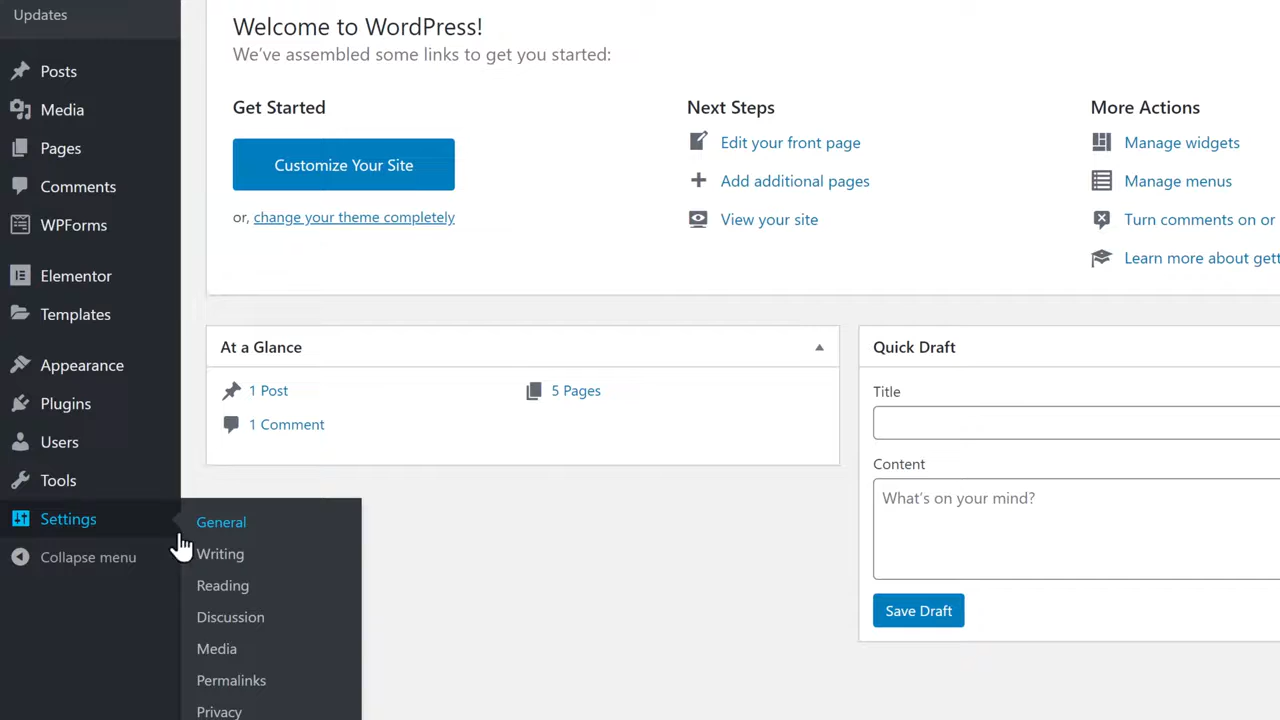 Updates
Posts
Media
Pages
Comments
WPForms
Elementor
Templates
Appearance
Plugins
Users
Tools
Settings
Collapse menu
General
Writing
Reading
Discussion
Media
Permalinks
Privacy
Welcome to WordPress!
We've assembled some links to get you started:
Get Started
Customize Your Site
or, change your theme completely
Next Steps
Edit your front page
Add additional pages
View your site
More Actions
Manage widgets
Manage menus
Turn comments on or
Learn more about gett
At a Glance
1 Post
5 Pages
1 Comment
Quick Draft
Title
Content
What's on your mind?
Save Draft